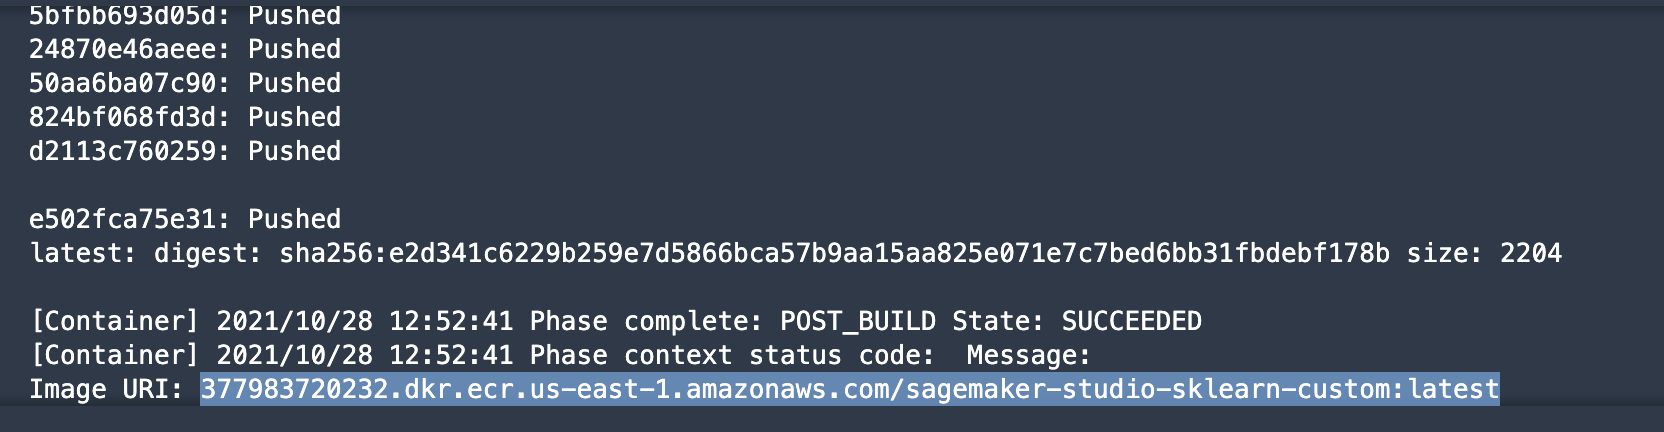 5bfbb693d05d: Pushed
24870e46aeee: Pushed
50aa6ba07c90: Pushed
824bf068fd3d: Pushed
d2113c760259: Pushed
e502fca75e31: Pushed
latest: digest: sha256:e2d341c6229b259e7d5866bca57b9aa15aa825e071e7c7bed6bb31fbdebf178b size: 2204
[Container] 2021/10/28 12:52:41 Phase complete: POST_BUILD State: SUCCEEDED
[Container] 2021/10/28 12:52:41 Phase context status code:  Message:
Image URI: 377983720232.dkr.ecr.us-east-1.amazonaws.com/sagemaker-studio-sklearn-custom:latest